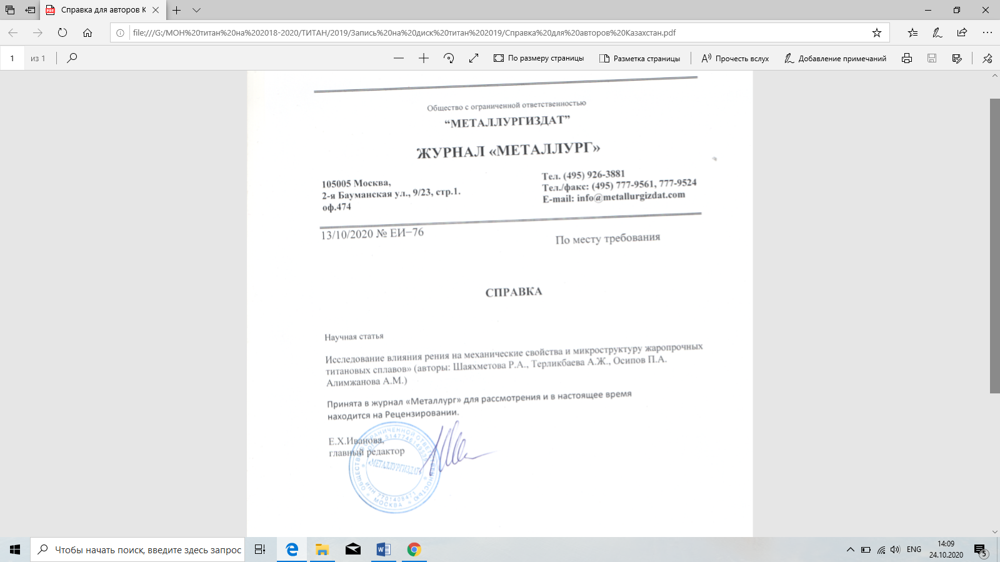 Справка для авторов К
file:///G:/МОН%20титан%20на%202018-2020/ТИТАН/2019/Запись%20на%20диск%20титан%202019/Справка%20для%20авторов%20Казахстан.pdf
1 из 1
По размеру страницы
Разметка страницы
Прочесть вслух
Добавление примечаний
Общество с ограниченной ответственностью
“МЕТАЛЛУРГИЗДАТ”
ЖУРНАЛ «МЕТАЛЛУРГ»
105005 Москва,
2-я Бауманская ул., 9/23, стр.1.
оф.474
Тел. (495) 926-3881
Тел./факс: (495) 777-9561, 777-9524
E-mail: info@metallurgizdat.com
13/10/2020 № ЕИ–76
По месту требования
СПРАВКА
Научная статья
Исследование влияния рения на механические свойства и микроструктуру жаропрочных
титановых сплавов» (авторы: Шаяхметова Р.А., Терликбаева А.Ж., Осипов П.А.
Алимжанова А.М.)
Принята в журнал «Металлург» для рассмотрения и в настоящее время
находится на Рецензировании.
Е.Х.Иванова,
главный редактор
ОБЩЕСТВО С ОГРАНИЧЕННОЙ ОТВЕТСТВЕННОСТЬЮ
«МЕТАЛЛУРГИЗДАТ»
МОСКВА
Чтобы начать поиск, введите здесь запрос
ENG
14:09
24.10.2020
5